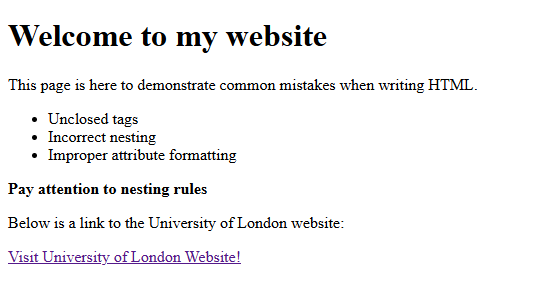 Welcome to my website
This page is here to demonstrate common mistakes when writing HTML.
Unclosed tags
Incorrect nesting
Improper attribute formatting
Pay attention to nesting rules
Below is a link to the University of London website:
Visit University of London Website!